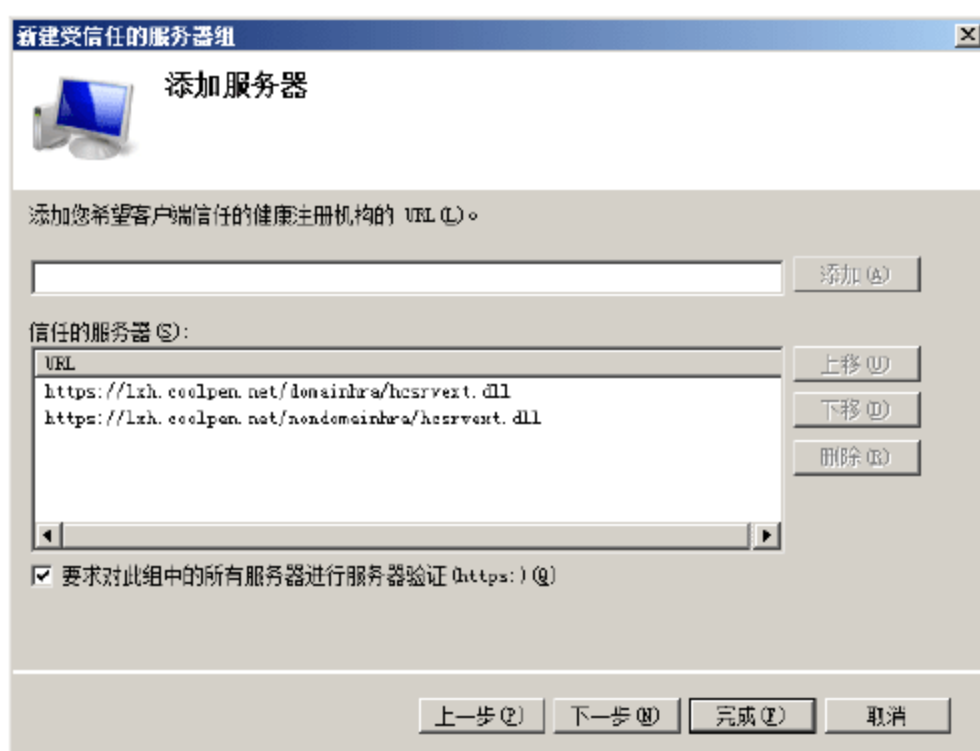 新建受信任的服务器组
添加服务器
添加您希望客户端信任的健康注册机构的 URL(L)。
添加(A)
信任的服务器(S):
URL
https://lxh.coolpen.net/domainhra/hcsrvext.dll
https://lxh.coolpen.net/nondomainhra/hcsrvext.dll
上移(U)
下移(D)
删除(R)
要求对此组中的所有服务器进行服务器验证(https:)(Q)
上一步(P) 下一步(N) 完成(F) 取消